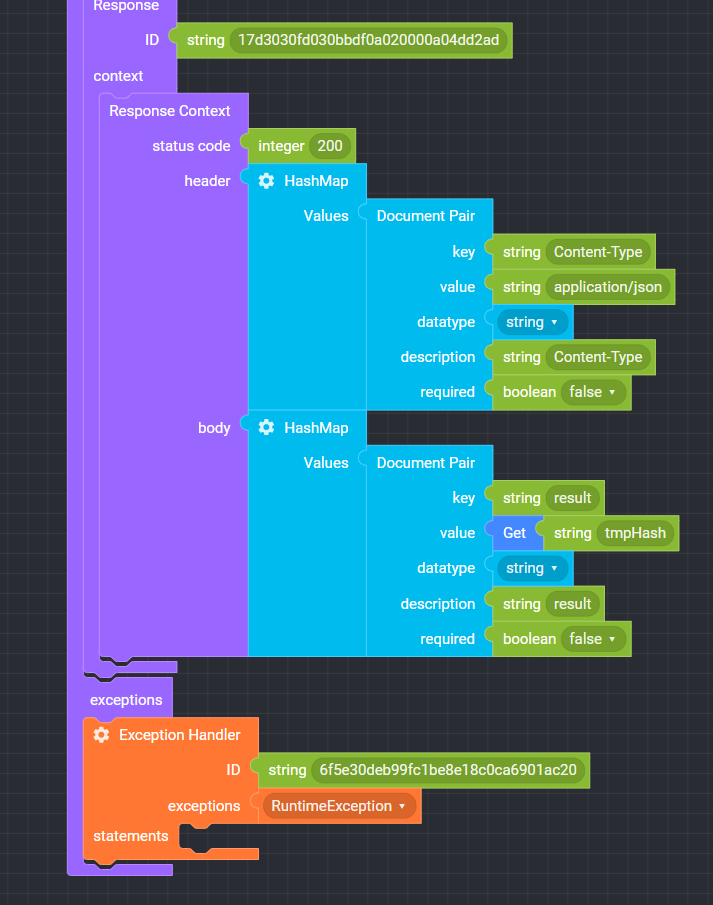 Response
ID string 17d3030fd030bbdf0a020000a04dd2ad
context
Response Context
status code integer 200
header HashMap
Values Document Pair
key string Content-Type
value string application/json
datatype string
description string Content-Type
required boolean false
body HashMap
Values Document Pair
key string result
value Get string tmpHash
datatype string
description string result
required boolean false
exceptions
Exception Handler
ID string 6f5e30deb99fc1be8e18c0ca6901ac20
exceptions RuntimeException
statements